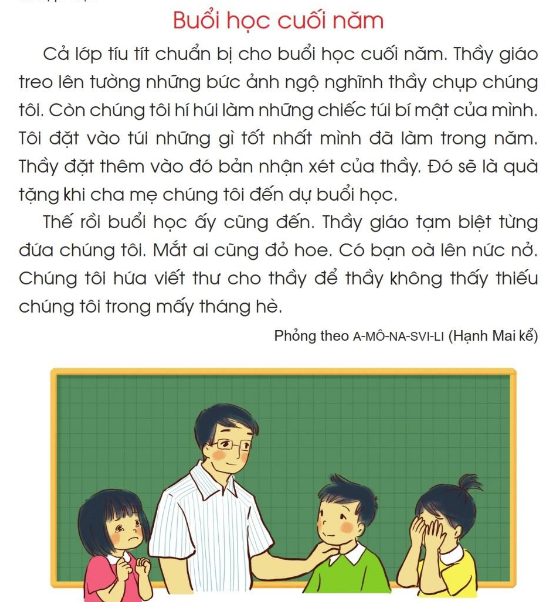 Buổi học cuối năm
Cả lớp tíu tít chuẩn bị cho buổi học cuối năm. Thầy giáo
treo lên tường những bức ảnh ngộ nghĩnh thầy chụp chúng
tôi. Còn chúng tôi hí húi làm những chiếc túi bí mật của mình.
Tôi đặt vào túi những gì tốt nhất mình đã làm trong năm.
Thầy đặt thêm vào đó bản nhận xét của thầy. Đó sẽ là quà
tặng khi cha mẹ chúng tôi đến dự buổi học.
Thế rồi buổi học ấy cũng đến. Thầy giáo tạm biệt từng
đứa chúng tôi. Mắt ai cũng đỏ hoe. Có bạn oà lên nức nở.
Chúng tôi hứa viết thư cho thầy để thầy không thấy thiếu
chúng tôi trong mấy tháng hè.
Phỏng theo A-MÔ-NA-SVI-LI (Hạnh Mai kể)